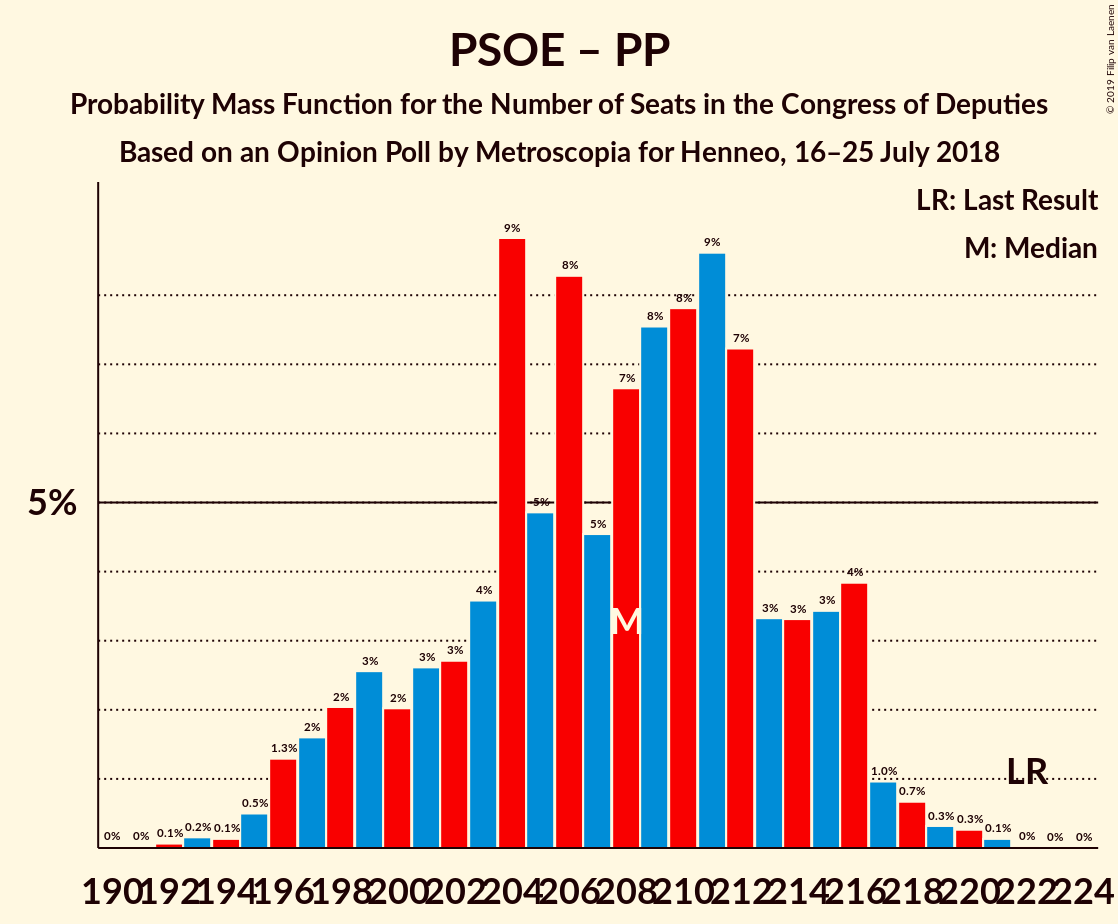 PSOE – PP
Probability Mass Function for the Number of Seats in the Congress of Deputies
Based on an Opinion Poll by Metroscopia for Henneo, 16–25 July 2018
© 2019 Filip van Laenen
LR: Last Result
M: Median
5%
0% 0% 0.1% 0.2% 0.1% 0.5% 1.3% 2% 2% 3% 2% 3% 3% 4% 9% 5% 8% 5% 7% 8% 8% 9% 7% 3% 3% 3% 4% 1.0% 0.7% 0.3% 0.3% 0.1% 0% 0% 0%
M
LR
190 192 194 196 198 200 202 204 206 208 210 212 214 216 218 220 222 224